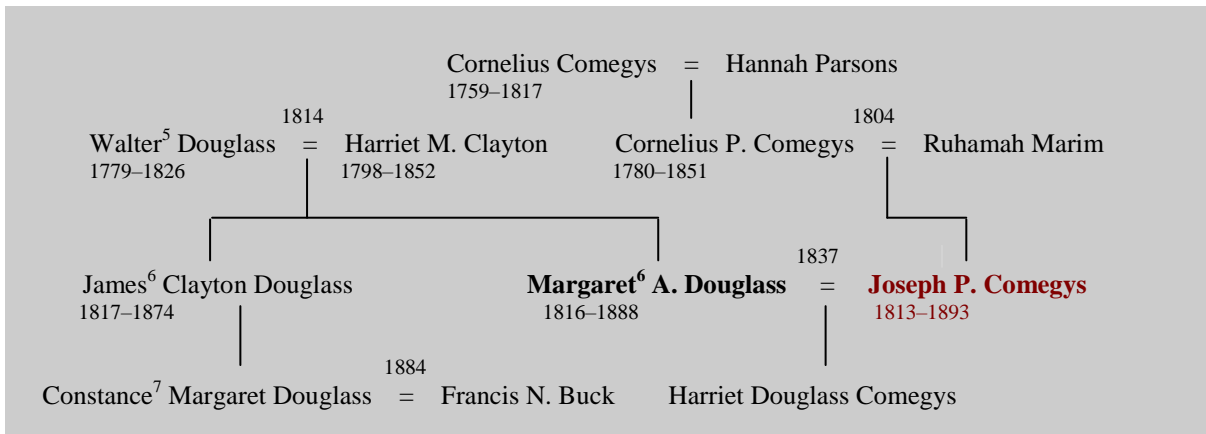 Cornelius Comegys = Hannah Parsons
1759–1817
1814 1804
Walter⁵ Douglass = Harriet M. Clayton Cornelius P. Comegys = Ruhamah Marim
1779–1826 1798–1852 1780–1851
1837
James⁶ Clayton Douglass Margaret⁶ A. Douglass = Joseph P. Comegys
1817–1874 1816–1888 1813–1893
1884
Constance⁷ Margaret Douglass = Francis N. Buck Harriet Douglass Comegys